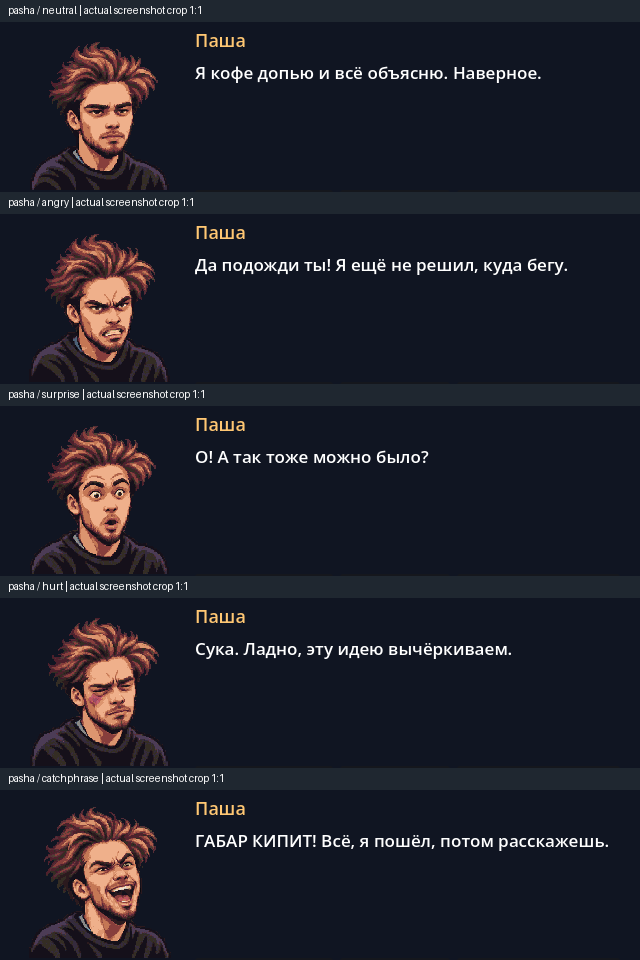 pasha / neutral | actual screenshot crop 1:1
Паша
Я кофе допью и всё объясню. Наверное.
pasha / angry | actual screenshot crop 1:1
Паша
Да подожди ты! Я ещё не решил, куда бегу.
pasha / surprise | actual screenshot crop 1:1
Паша
О! А так тоже можно было?
pasha / hurt | actual screenshot crop 1:1
Паша
Сука. Ладно, эту идею вычёркиваем.
pasha / catchphrase | actual screenshot crop 1:1
Паша
ГАБАР КИПИТ! Всё, я пошёл, потом расскажешь.